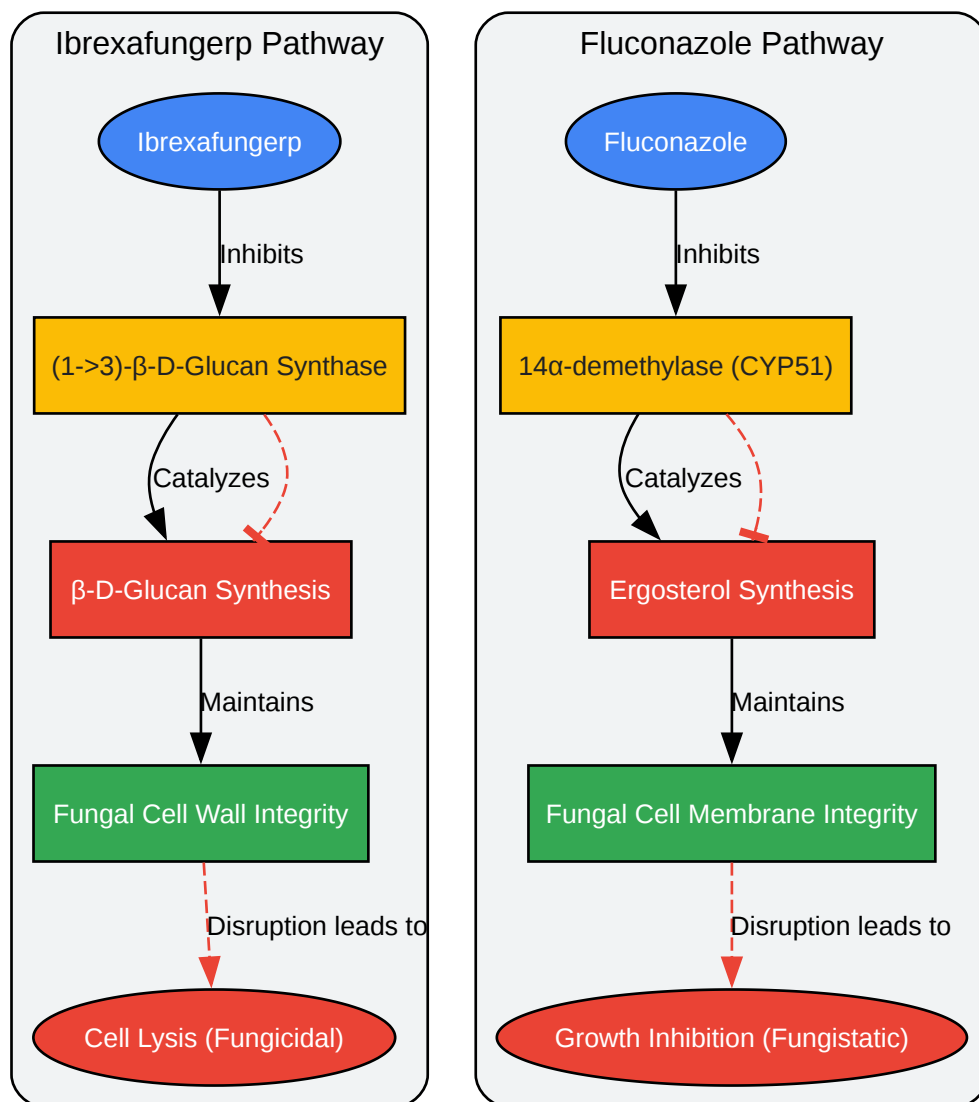 Ibrexafungerp Pathway
Ibrexafungerp
Inhibits
(1->3)-β-D-Glucan Synthase
Catalyzes
β-D-Glucan Synthesis
Maintains
Fungal Cell Wall Integrity
Disruption leads to
Cell Lysis (Fungicidal)
Fluconazole Pathway
Fluconazole
Inhibits
14α-demethylase (CYP51)
Catalyzes
Ergosterol Synthesis
Maintains
Fungal Cell Membrane Integrity
Disruption leads to
Growth Inhibition (Fungistatic)